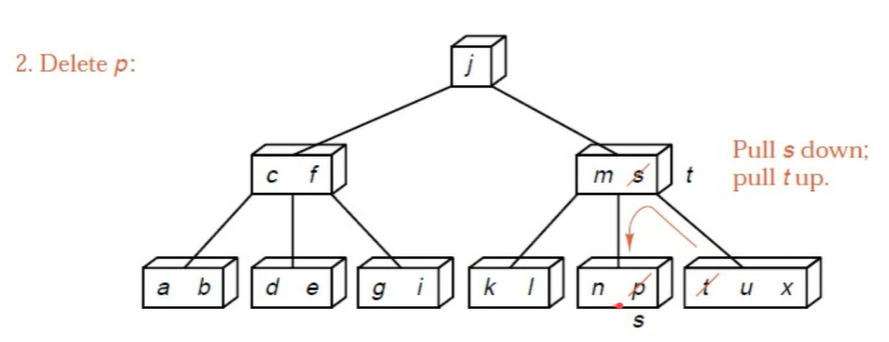 2. Delete p:
j
Pull s down;
c f
m s t
pull t up.
a b
d e
g i
k l
n p
t u x
s